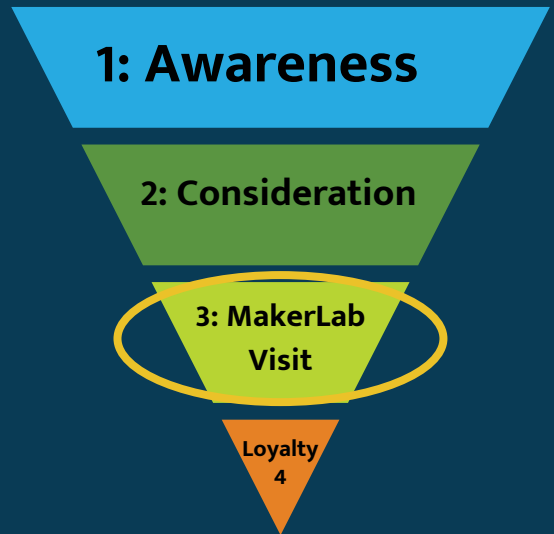 1: Awareness
2: Consideration
3: MakerLab
Visit
Loyalty
4